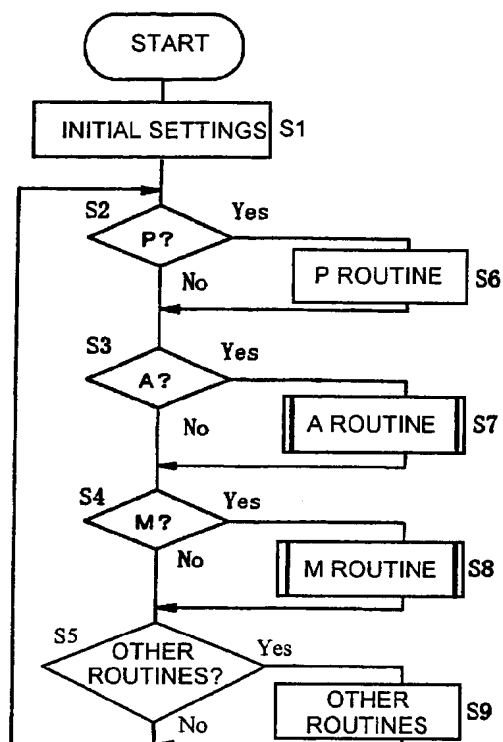 START
INITIAL SETTINGS S1
S2 Yes
P?
No P ROUTINE S6
S3 Yes
A?
No A ROUTINE S7
S4 Yes
M?
No M ROUTINE S8
S5 Yes
OTHER
ROUTINES?
No OTHER
ROUTINES S9